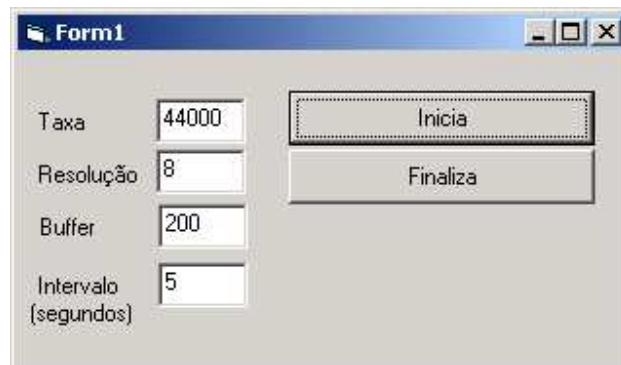 Form1
Taxa 44000 Inicia
Resolução 8 Finaliza
Buffer 200
Intervalo 5
(segundos)